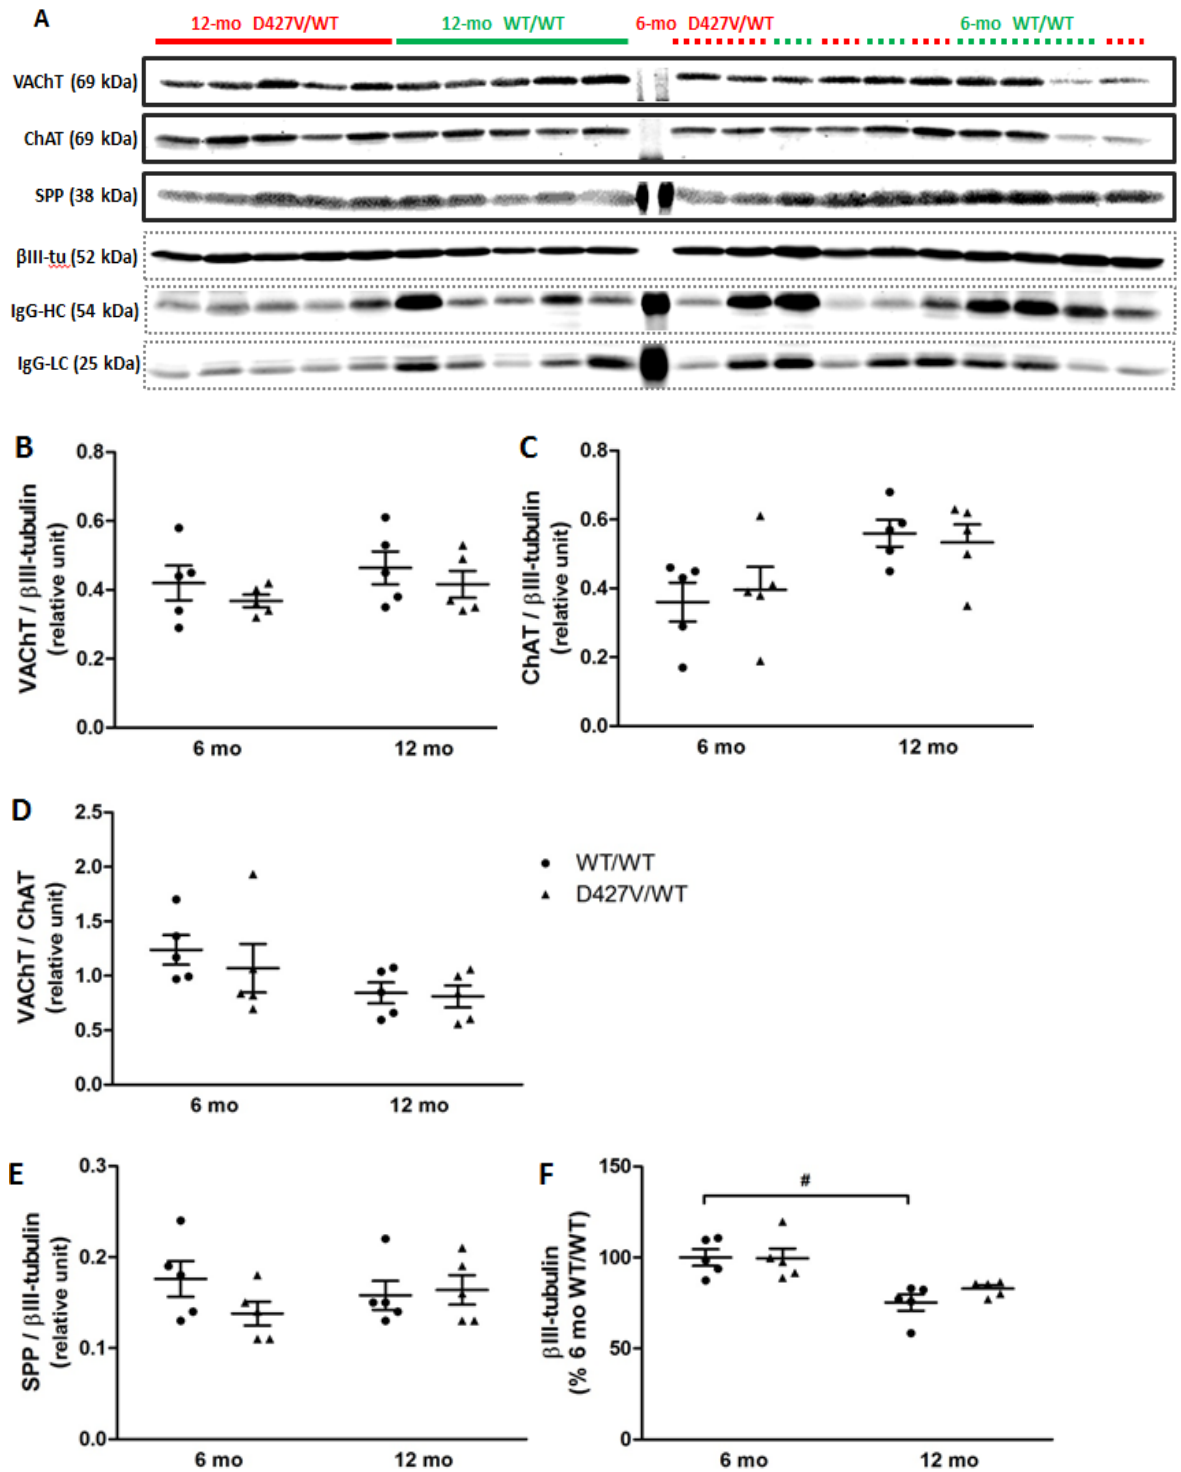 A
12-mo D427V/WT 12-mo WT/WT 6-mo D427V/WT 6-mo WT/WT
VAChT (69 kDa)
ChAT (69 kDa)
SPP (38 kDa)
βIII-tu (52 kDa)
IgG-HC (54 kDa)
IgG-LC (25 kDa)
B
VAChT / βIII-tubulin
(relative unit)
0.8
0.6
0.4
0.2
0.0
6 mo 12 mo
C
ChAT / βIII-tubulin
(relative unit)
0.8
0.6
0.4
0.2
0.0
6 mo 12 mo
D
VAChT / ChAT
(relative unit)
2.5
2.0
1.5
1.0
0.5
0.0
6 mo 12 mo
WT/WT
D427V/WT
E
SPP / βIII-tubulin
(relative unit)
0.3
0.2
0.1
0.0
6 mo 12 mo
F
βIII-tubulin
(% 6 mo WT/WT)
150
100
50
0
#
6 mo 12 mo